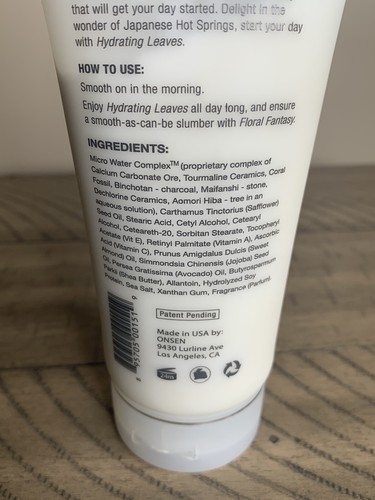 that will get your day started. Delight in the
wonder of Japanese Hot Springs, start your day
with Hydrating Leaves.
HOW TO USE:
Smooth on in the morning.
Enjoy Hydrating Leaves all day long, and ensure
a smooth-as-can-be slumber with Floral Fantasy.
INGREDIENTS:
Micro Water Complex™ (proprietary complex of
Calcium Carbonate Ore, Tourmaline Ceramics, Coral
Fossil, Binchotan - charcoal, Maifanshi - stone,
Dechlorine Ceramics, Aomori Hiba - tree in an
aqueous solution), Carthamus Tinctorius (Safflower)
Seed Oil, Stearic Acid, Cetyl Alcohol, Cetearyl
Alcohol, Ceteareth-20, Sorbitan Stearate, Tocopheryl
Acetate (Vit E), Retinyl Palmitate (Vitamin A), Ascorbic
Acid (Vitamin C), Prunus Amigdalus Dulcis (Sweet
Almond) Oil, Simmondsia Chinensis (Jojoba) Seed
Oil, Persea Gratissima (Avocado) Oil, Butyrospermum
Parkii (Shea Butter), Allantoin, Hydrolyzed Soy
Protein, Sea Salt, Xanthan Gum, Fragrance (Parfum).
Patent Pending
Made in USA by:
ONSEN
9430 Lurline Ave
Los Angeles, CA